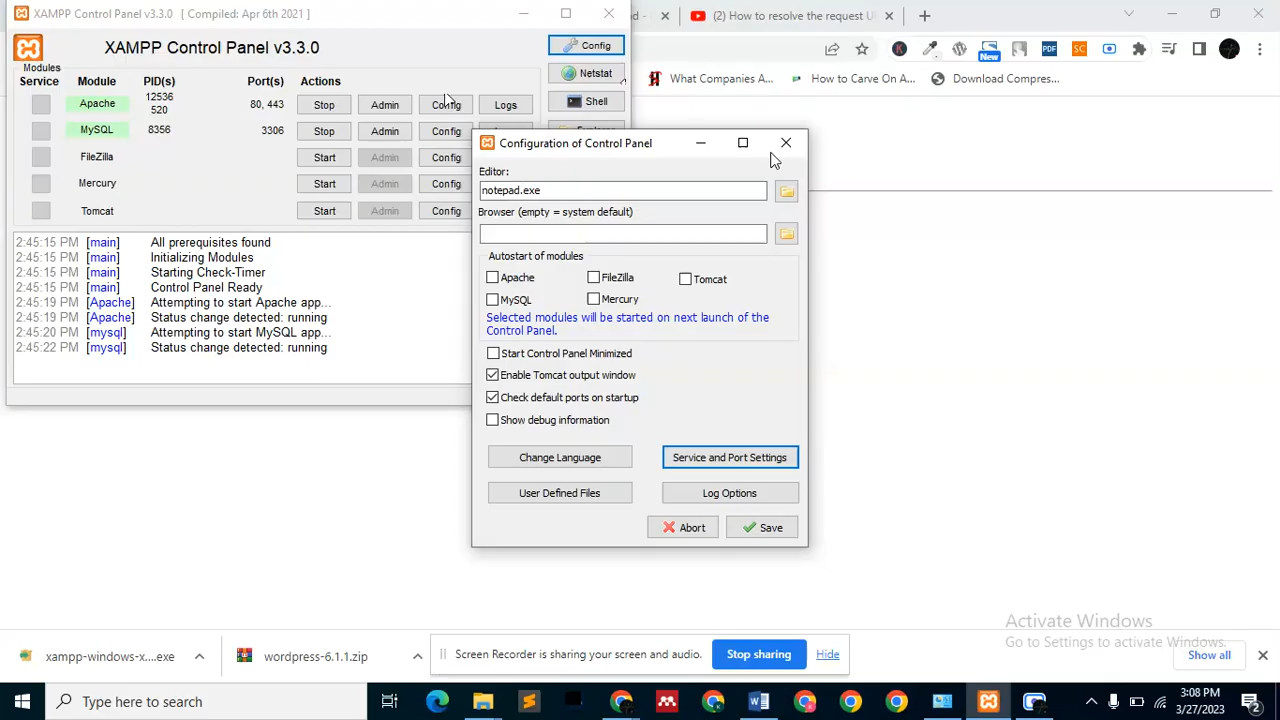 XAMPP Control Panel v3.3.0 [ Compiled: Apr 6th 2021 ]
(2) How to resolve the request U
XAMPP Control Panel v3.3.0
Config
Modules
Service Module PID(s) Port(s) Actions
Netstat
Apache 12536 520 80, 443 Stop Admin Config Logs
Shell
MySQL 8356 3306 Stop Admin Config
FileZilla Start Admin Config
Mercury Start Admin Config
Tomcat Start Admin Config
New
PDF
SC
What Companies A...
How to Carve On A...
Download Compres...
2:45:15 PM [main] All prerequisites found
2:45:15 PM [main] Initializing Modules
2:45:15 PM [main] Starting Check-Timer
2:45:15 PM [main] Control Panel Ready
2:45:19 PM [Apache] Attempting to start Apache app...
2:45:19 PM [Apache] Status change detected: running
2:45:20 PM [mysql] Attempting to start MySQL app...
2:45:22 PM [mysql] Status change detected: running
Configuration of Control Panel
Editor:
notepad.exe
Browser (empty = system default)
Autostart of modules
Apache FileZilla Tomcat
MySQL Mercury
Selected modules will be started on next launch of the
Control Panel.
Start Control Panel Minimized
Enable Tomcat output window
Check default ports on startup
Show debug information
Change Language Service and Port Settings
User Defined Files Log Options
Abort Save
Activate Windows
Go to Settings to activate Windows.
xampp-windows-x....exe
wordpress-6.1.1.zip
Screen Recorder is sharing your screen and audio.
Stop sharing
Hide
Show all
Type here to search
3:08 PM
3/27/2023
2